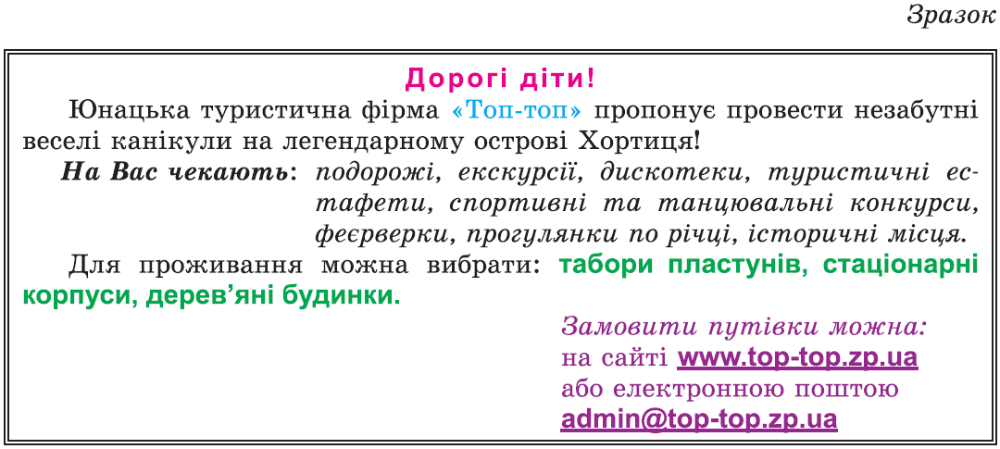 Зразок
Дорогі діти!
Юнацька туристична фірма «Топ-топ» пропонує провести незабутні
веселі канікули на легендарному острові Хортиця!
На Вас чекають: подорожі, екскурсії, дискотеки, туристичні ес-
тафети, спортивні та танцювальні конкурси,
феєрверки, прогулянки по річці, історичні місця.
Для проживання можна вибрати: табори пластунів, стаціонарні
корпуси, дерев’яні будинки.
Замовити путівки можна:
на сайті www.top-top.zp.ua
або електронною поштою
admin@top-top.zp.ua